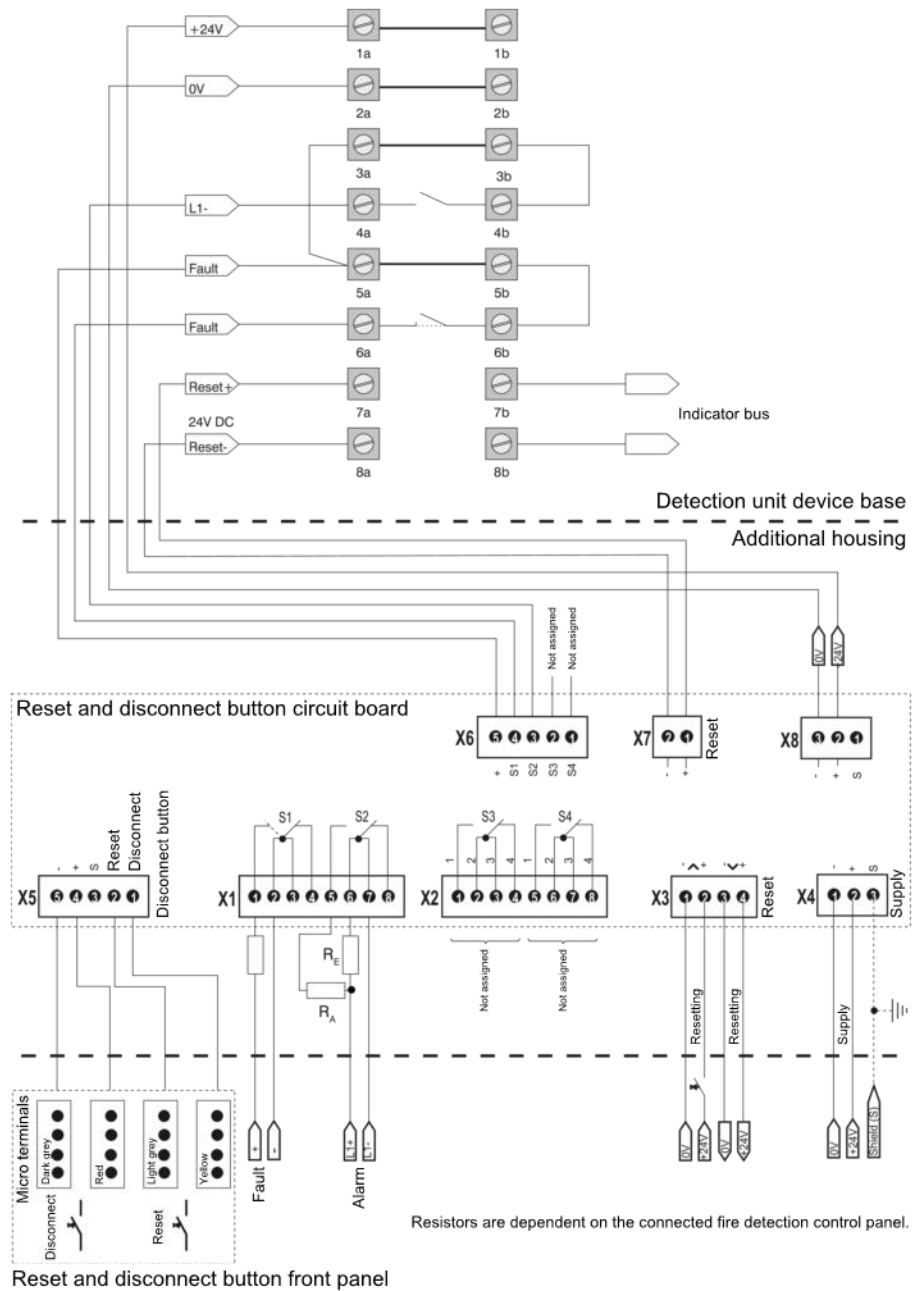 +24V
1a 1b
0V
2a 2b
3a 3b
L1-
4a 4b
Fault
5a 5b
Fault
6a 6b
Reset+
7a 7b
Indicator bus
24V DC
Reset-
8a 8b
Detection unit device base
Additional housing
Not assigned
Not assigned
0V
24V
Reset and disconnect button circuit board
X6 5 4 3 2 1
+ S1 S2 S3 S4
X7 2 1
- +
Reset
X8 3 2 1
- + S
- + S
Reset
Disconnect
Disconnect button
X5 5 4 3 2 1
S1 S2
X1 1 2 3 4 5 6 7 8
S3 S4
1 2 3 4 5 6 7 8
X2 1 2 3 4 5 6 7 8
- + - +
X3 1 2 3 4
Reset
- + S
X4 1 2 3
Supply
RE
RA
Not assigned
Not assigned
Resetting
Resetting
Supply
Micro terminals
Dark grey
Red
Light grey
Yellow
Disconnect
Reset
+
-
Fault
L1+
L1-
Alarm
0V
+24V
0V
+24V
0V
+24V
Shield (S)
Resistors are dependent on the connected fire detection control panel.
Reset and disconnect button front panel